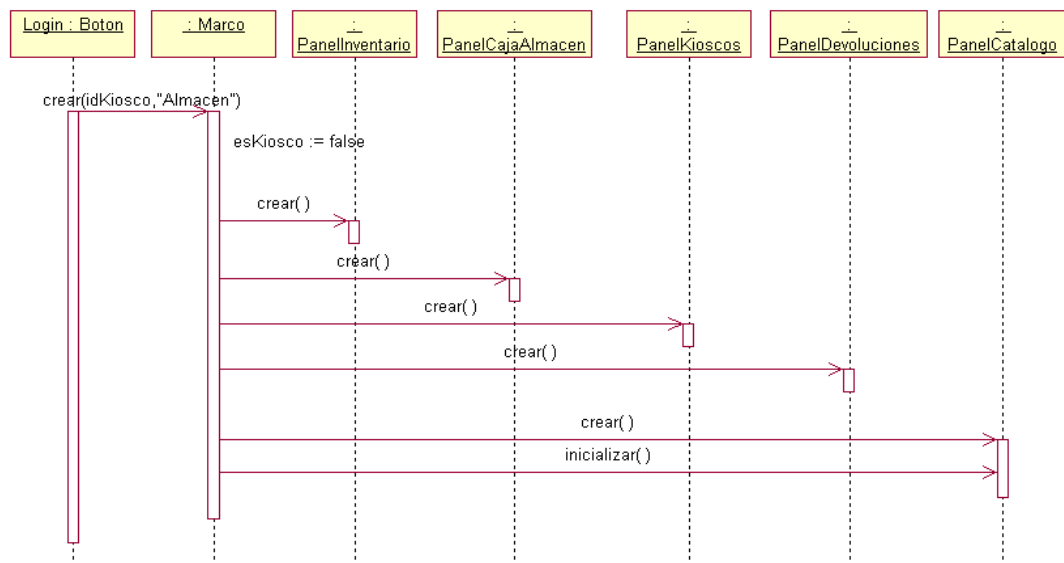 Login : Boton
: Marco
:
PanelInventario
:
PanelCajaAlmacen
:
PanelKioscos
:
PanelDevoluciones
:
PanelCatalogo
crear(idKiosco,"Almacen")
esKiosco := false
crear( )
crear( )
crear( )
crear( )
crear( )
inicializar( )